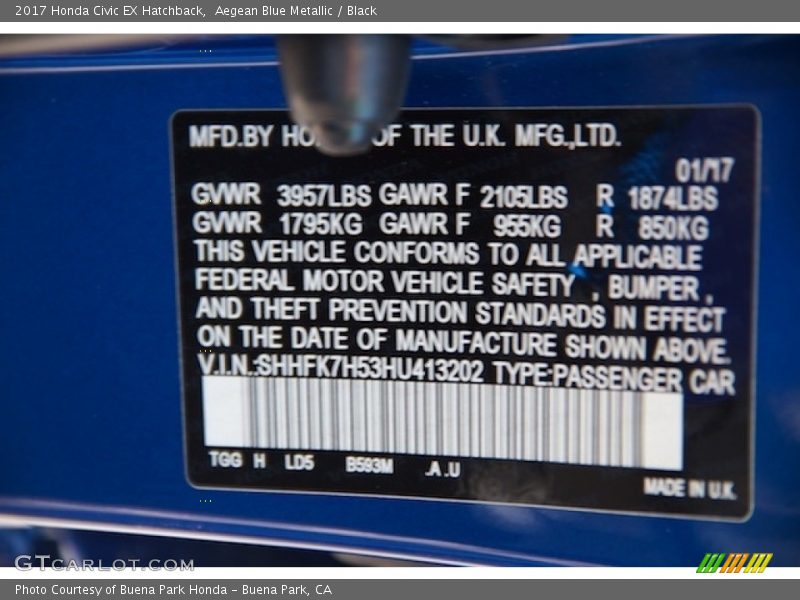 2017 Honda Civic EX Hatchback,  Aegean Blue Metallic / Black
MFD.BY HO OF THE U.K. MFG.,LTD.
01/17
GVWR 3957LBS GAWR F 2105LBS R 1874LBS
GVWR 1795KG GAWR F 955KG R 850KG
THIS VEHICLE CONFORMS TO ALL APPLICABLE
FEDERAL MOTOR VEHICLE SAFETY , BUMPER ,
AND THEFT PREVENTION STANDARDS IN EFFECT
ON THE DATE OF MANUFACTURE SHOWN ABOVE.
V.I.N.:SHHFK7H53HU413202 TYPE:PASSENGER CAR
TGG H LD5 B593M .A .U
MADE IN U.K.
GTCARLOT.COM
Photo Courtesy of Buena Park Honda - Buena Park, CA